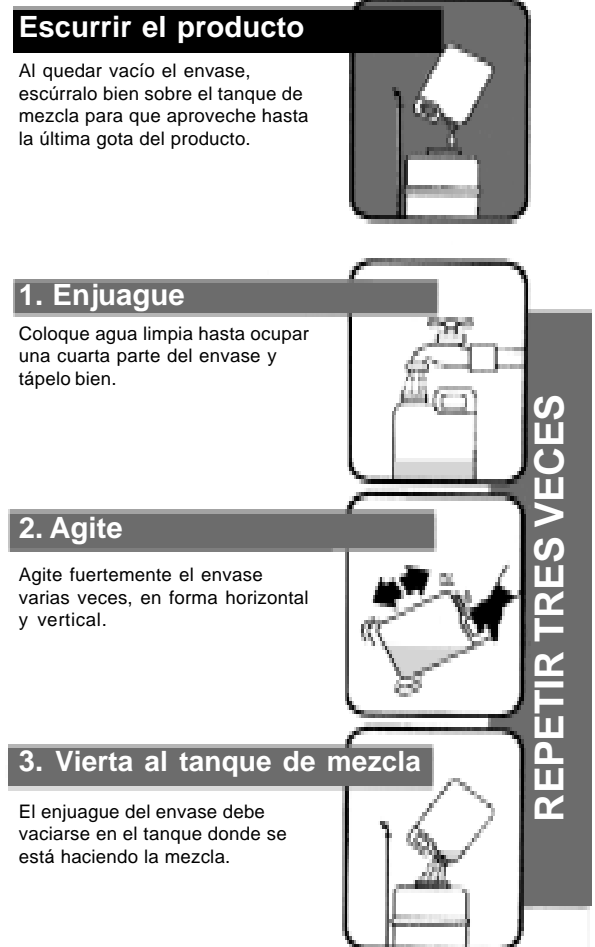 Escurrir el producto
Al quedar vacío el envase,
escúrralo bien sobre el tanque de
mezcla para que aproveche hasta
la última gota del producto.
1. Enjuague
Coloque agua limpia hasta ocupar
una cuarta parte del envase y
tápelo bien.
2. Agite
Agite fuertemente el envase
varias veces, en forma horizontal
y vertical.
3. Vierta al tanque de mezcla
El enjuague del envase debe
vaciarse en el tanque donde se
está haciendo la mezcla.
REPETIR TRES VECES